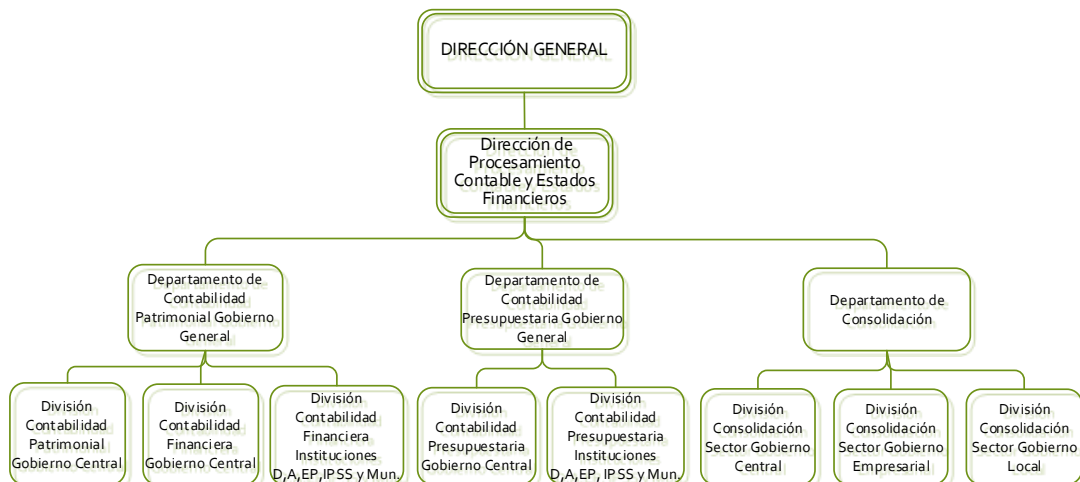 DIRECCIÓN GENERAL
Dirección de
Procesamiento
Contable y Estados
Financieros
Departamento de
Contabilidad
Patrimonial Gobierno
General
Departamento de
Contabilidad
Presupuestaria Gobierno
General
Departamento de
Consolidación
División
Contabilidad
Patrimonial
Gobierno Central
División
Contabilidad
Financiera
Gobierno Central
División
Contabilidad
Financiera
Instituciones
D,A,EP,IPSS y Mun.
División
Contabilidad
Presupuestaria
Gobierno Central
División
Contabilidad
Presupuestaria
Instituciones
D,A,EP, IPSS y Mun.
División
Consolidación
Sector Gobierno
Central
División
Consolidación
Sector Gobierno
Empresarial
División
Consolidación
Sector Gobierno
Local